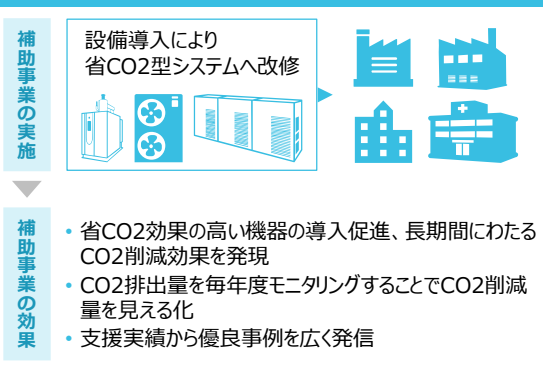 補助事業の実施
設備導入により
省CO2型システムへ改修
補助事業の効果
• 省CO2効果の高い機器の導入促進、長期間にわたる
CO2削減効果を発現
• CO2排出量を毎年度モニタリングすることでCO2削減
量を見える化
• 支援実績から優良事例を広く発信